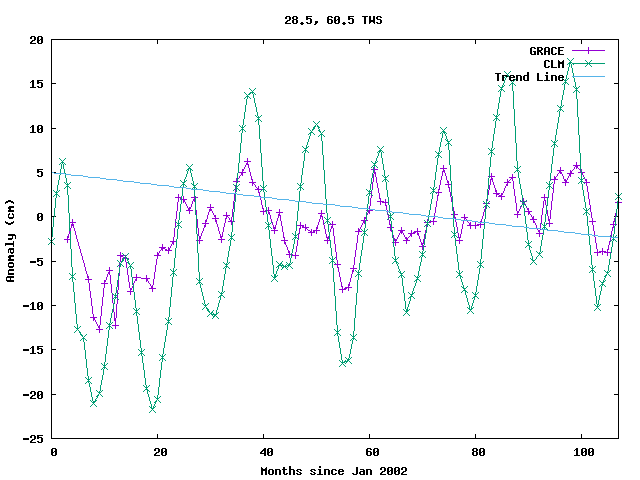 28.5, 60.5 TWS
GRACE
CLM
Trend Line
20
15
10
5
0
-5
-10
-15
-20
-25
Anomaly (cm)
0 20 40 60 80 100
Months since Jan 2002